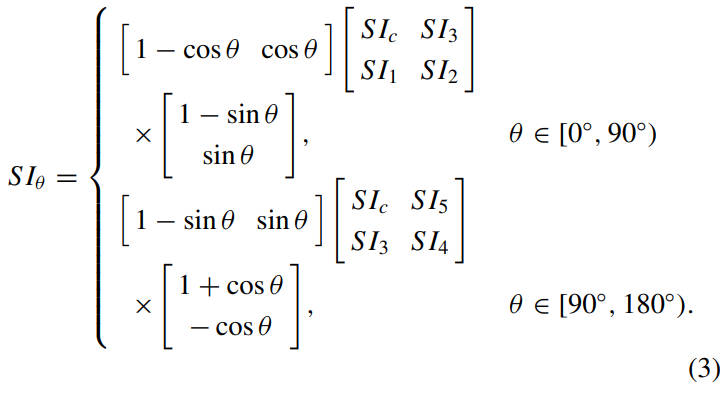 [1 − cos θ  cos θ] [SI_c  SI_3
SI_1  SI_2]
× [1 − sin θ
sin θ],  θ ∈ [0°, 90°)
SI_θ = {
[1 − sin θ  sin θ] [SI_c  SI_5
SI_3  SI_4]
× [1 + cos θ
− cos θ],  θ ∈ [90°, 180°).
(3)